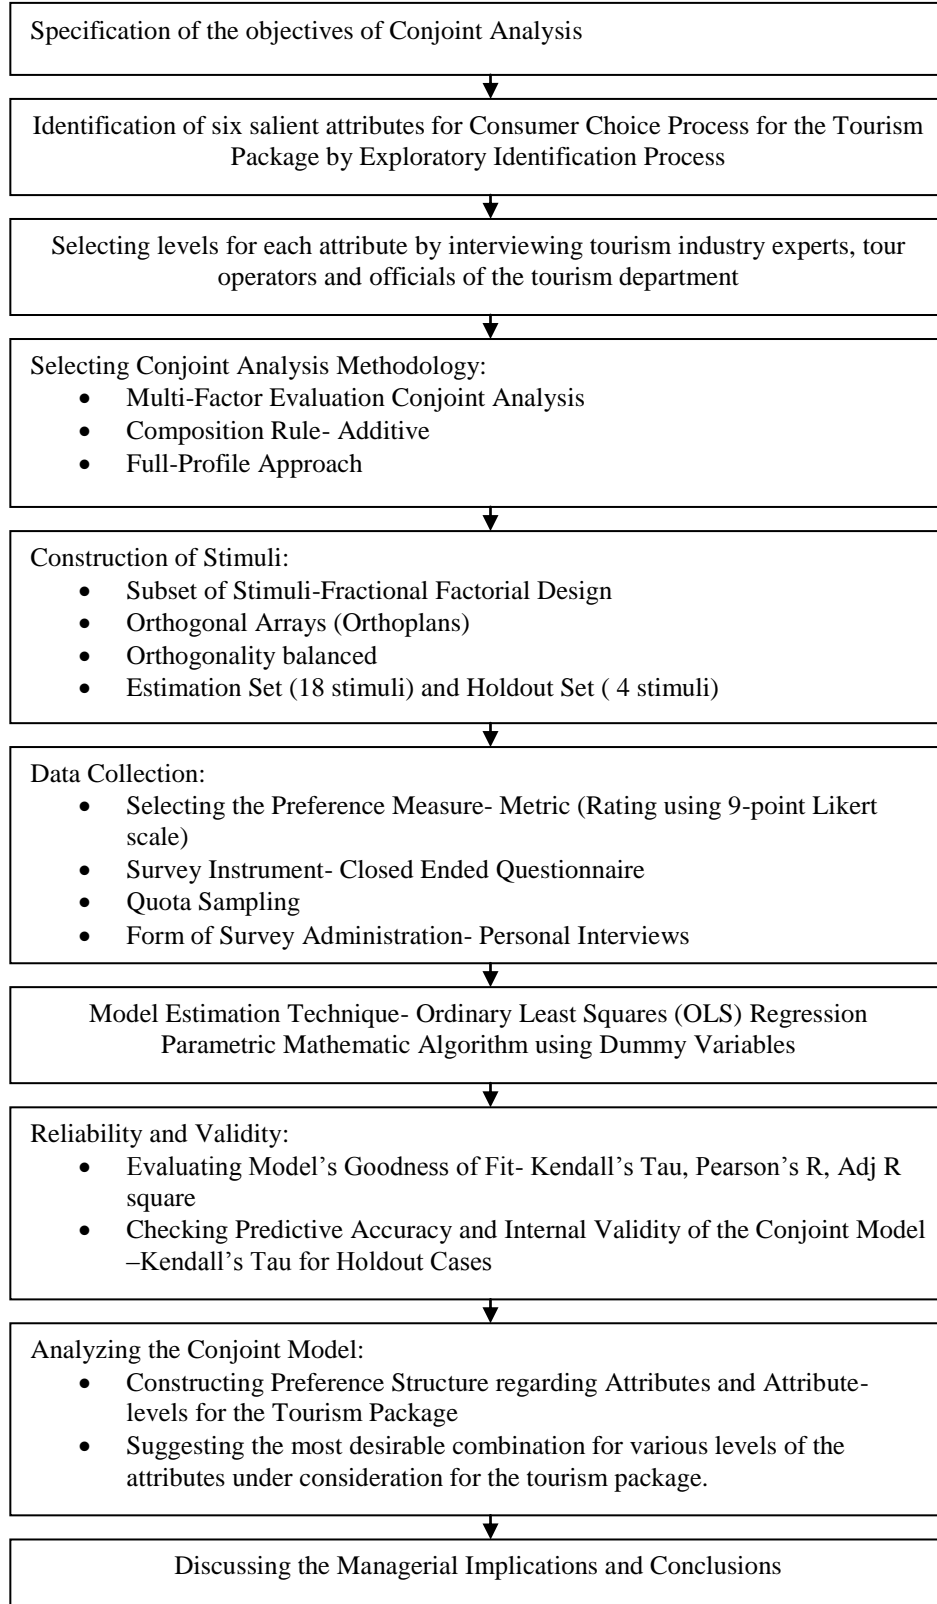 Specification of the objectives of Conjoint Analysis
Identification of six salient attributes for Consumer Choice Process for the Tourism
Package by Exploratory Identification Process
Selecting levels for each attribute by interviewing tourism industry experts, tour
operators and officials of the tourism department
Selecting Conjoint Analysis Methodology:
• Multi-Factor Evaluation Conjoint Analysis
• Composition Rule- Additive
• Full-Profile Approach
Construction of Stimuli:
• Subset of Stimuli-Fractional Factorial Design
• Orthogonal Arrays (Orthoplans)
• Orthogonality balanced
• Estimation Set (18 stimuli) and Holdout Set ( 4 stimuli)
Data Collection:
• Selecting the Preference Measure- Metric (Rating using 9-point Likert
scale)
• Survey Instrument- Closed Ended Questionnaire
• Quota Sampling
• Form of Survey Administration- Personal Interviews
Model Estimation Technique- Ordinary Least Squares (OLS) Regression
Parametric Mathematic Algorithm using Dummy Variables
Reliability and Validity:
• Evaluating Model’s Goodness of Fit- Kendall’s Tau, Pearson’s R, Adj R
square
• Checking Predictive Accuracy and Internal Validity of the Conjoint Model
–Kendall’s Tau for Holdout Cases
Analyzing the Conjoint Model:
• Constructing Preference Structure regarding Attributes and Attribute-
levels for the Tourism Package
• Suggesting the most desirable combination for various levels of the
attributes under consideration for the tourism package.
Discussing the Managerial Implications and Conclusions